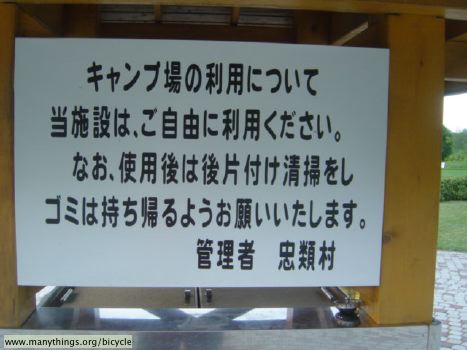 キャンプ場の利用について
当施設は、ご自由に利用ください。
なお、使用後は後片付け清掃をし
ゴミは持ち帰るようお願いいたします。
管理者　忠類村
www.manythings.org/bicycle